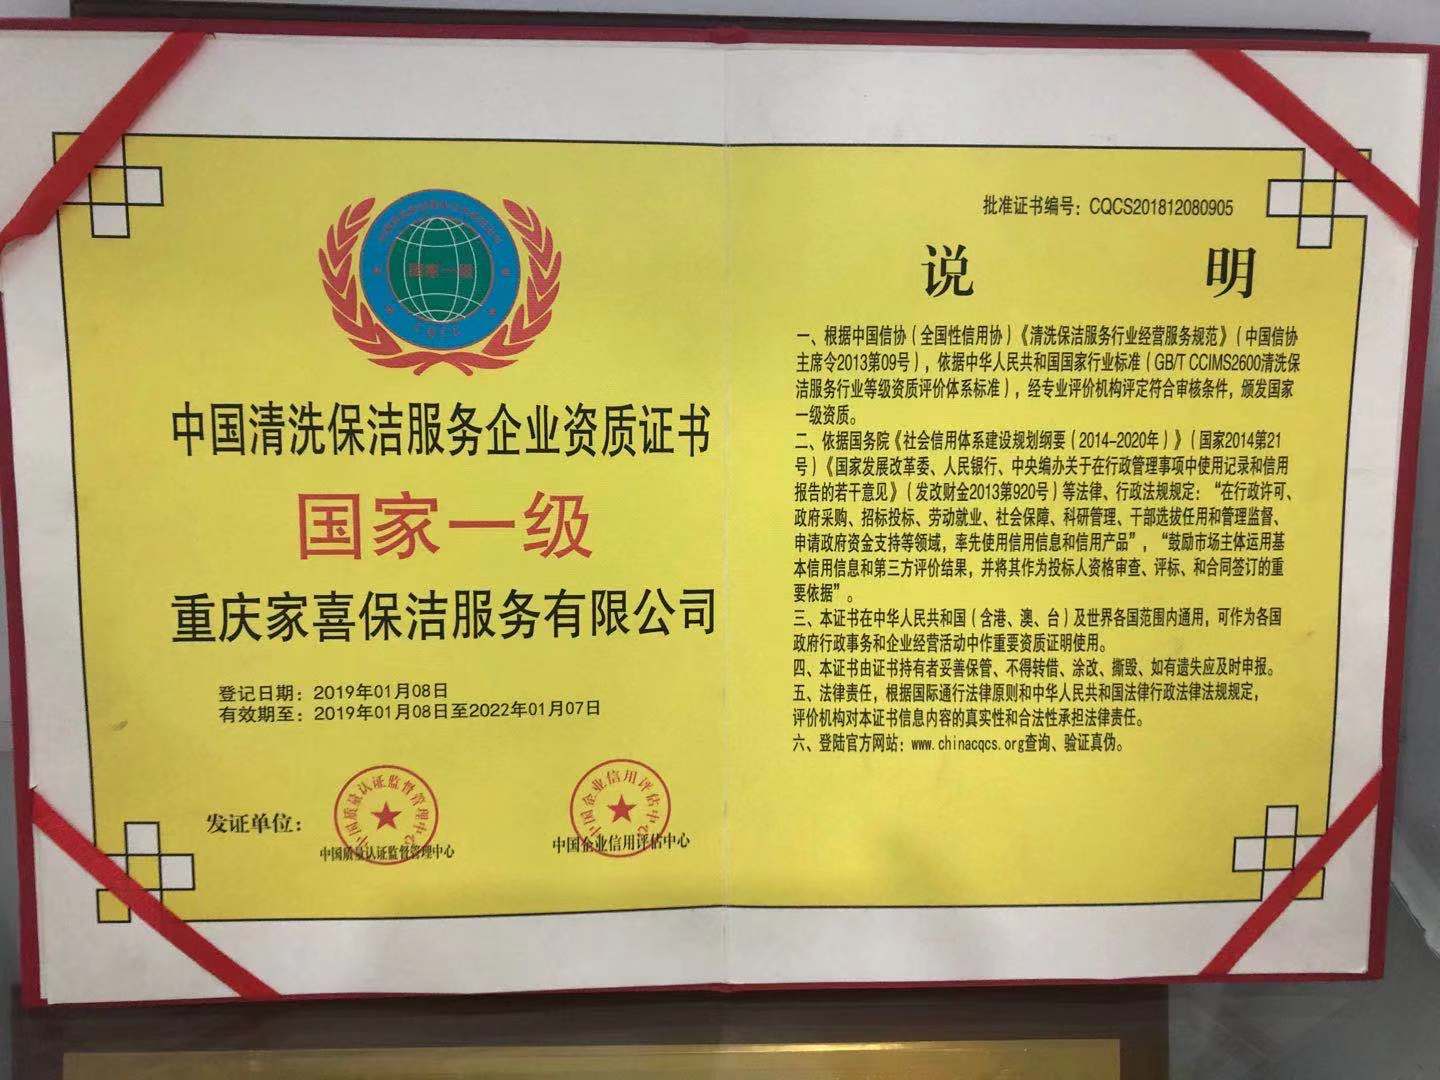 国家一级
CQCS
中国清洗保洁服务企业资质证书
国家一级
重庆家喜保洁服务有限公司
登记日期：2019年01月08日
有效期至：2019年01月08日至2022年01月07日
发证单位：
中国质量认证监督管理中心
中国质量认证监督管理中心
中国企业信用评估中心
中国企业信用评估中心
批准证书编号：CQCS201812080905
说 明
一、根据中国信协（全国性信用协）《清洗保洁服务行业经营服务规范》（中国信协
主席令2013第09号），依据中华人民共和国国家行业标准（GB/T CCIMS2600清洗保
洁服务行业等级资质评价体系标准），经专业评价机构评定符合审核条件，颁发国家
一级资质。
二、依据国务院《社会信用体系建设规划纲要（2014-2020年）》（国家2014第21
号）《国家发展改革委、人民银行、中央编办关于在行政管理事项中使用记录和信用
报告的若干意见》（发改财金2013第920号）等法律、行政法规规定：“在行政许可、
政府采购、招标投标、劳动就业、社会保障、科研管理、干部选拔任用和管理监督、
申请政府资金支持等领域，率先使用信用信息和信用产品”，“鼓励市场主体运用基
本信用信息和第三方评价结果，并将其作为投标人资格审查、评标、和合同签订的重
要依据”。
三、本证书在中华人民共和国（含港、澳、台）及世界各国范围内通用，可作为各国
政府行政事务和企业经营活动中作重要资质证明使用。
四、本证书由证书持有者妥善保管、不得转借、涂改、撕毁、如有遗失应及时申报。
五、法律责任，根据国际通行法律原则和中华人民共和国法律行政法律法规规定，
评价机构对本证书信息内容的真实性和合法性承担法律责任。
六、登陆官方网站：www.chinacqcs.org查询、验证真伪。